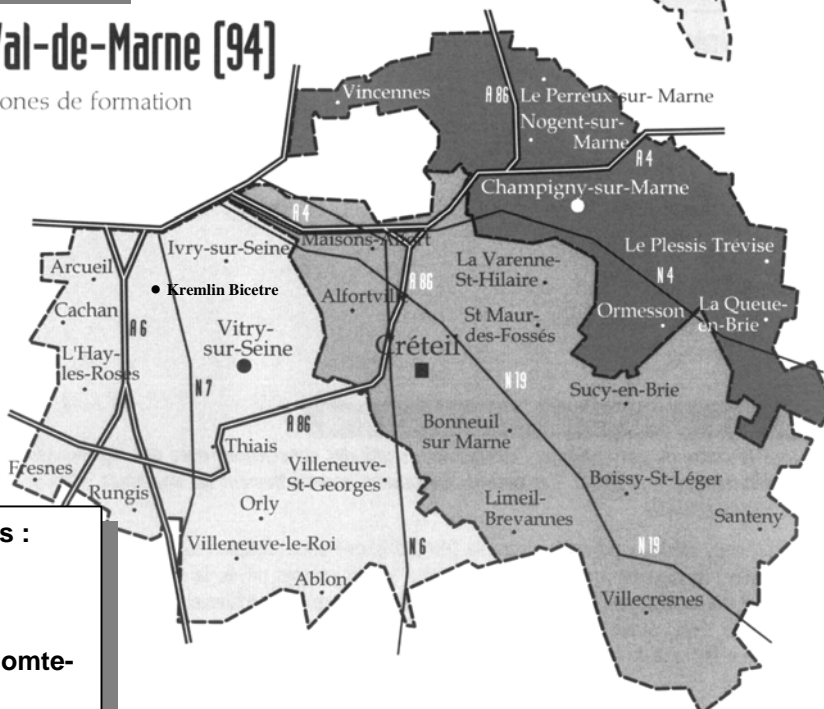 Val-de-Marne (94)
zones de formation
Vincennes
A 86
Le Perreux sur- Marne
Nogent-sur-
Marne
A 4
Champigny-sur-Marne
A 4
Ivry-sur-Seine
Maisons-Alfort
Le Plessis Trévise
Arcueil
La Varenne-
St-Hilaire
N 4
A 86
Kremlin Bicetre
Alfortville
Cachan
Ormesson
La Queue-
en-Brie
St Maur-
des-Fossés
A 6
Vitry-
sur-Seine
Créteil
L'Hay-
les-Roses
N 7
N 19
Sucy-en-Brie
A 86
Bonneuil
sur Marne
Thiais
Fresnes
Villeneuve-
St-Georges
Boissy-St-Léger
Rungis
Orly
Limeil-
Brevannes
Santeny
s :
Villeneuve-le-Roi
N 6
N 19
Ablon
Villecresnes
omte-